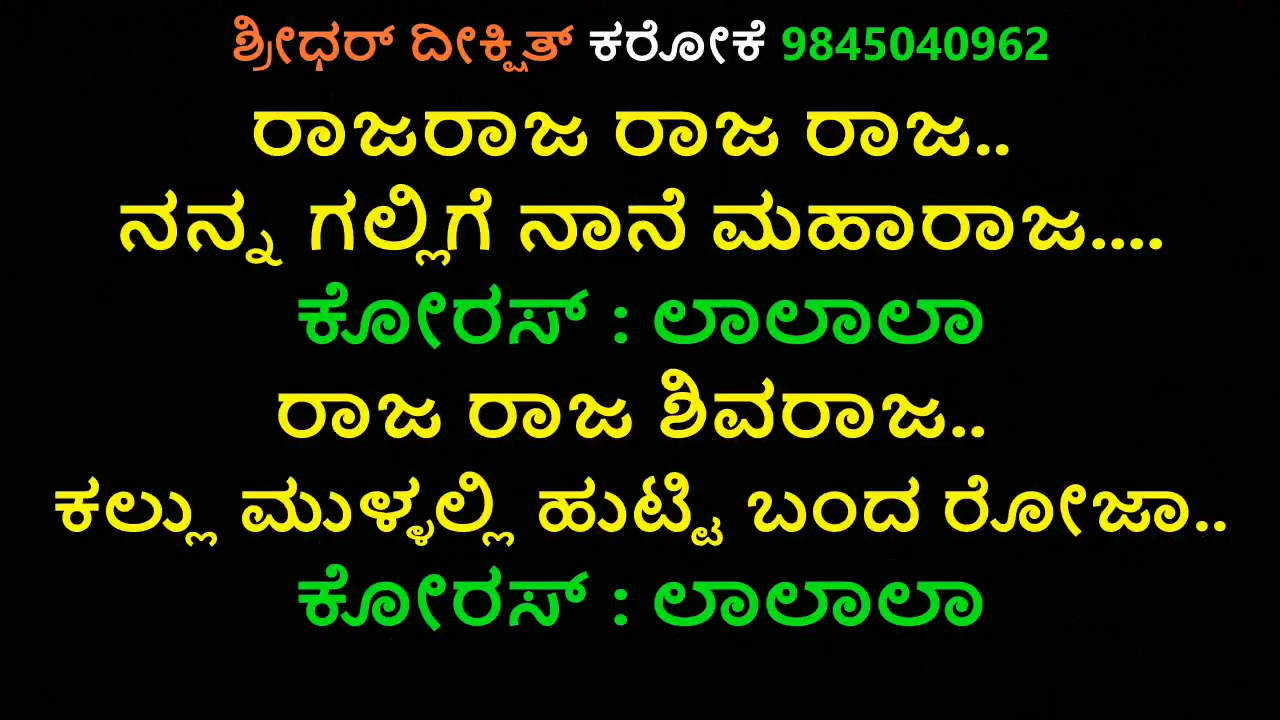 ಶ್ರೀಧರ್ ದೀಕ್ಷಿತ್ ಕರೋಕೆ 9845040962
ರಾಜರಾಜ ರಾಜ ರಾಜ..
ನನ್ನ ಗಲ್ಲಿಗೆ ನಾನೆ ಮಹಾರಾಜ....
ಕೋರಸ್ : ಲಾಲಾಲಾ
ರಾಜ ರಾಜ ಶಿವರಾಜ..
ಕಲ್ಲು ಮುಳ್ಳಲ್ಲಿ ಹುಟ್ಟಿ ಬಂದ ರೋಜಾ..
ಕೋರಸ್ : ಲಾಲಾಲಾ